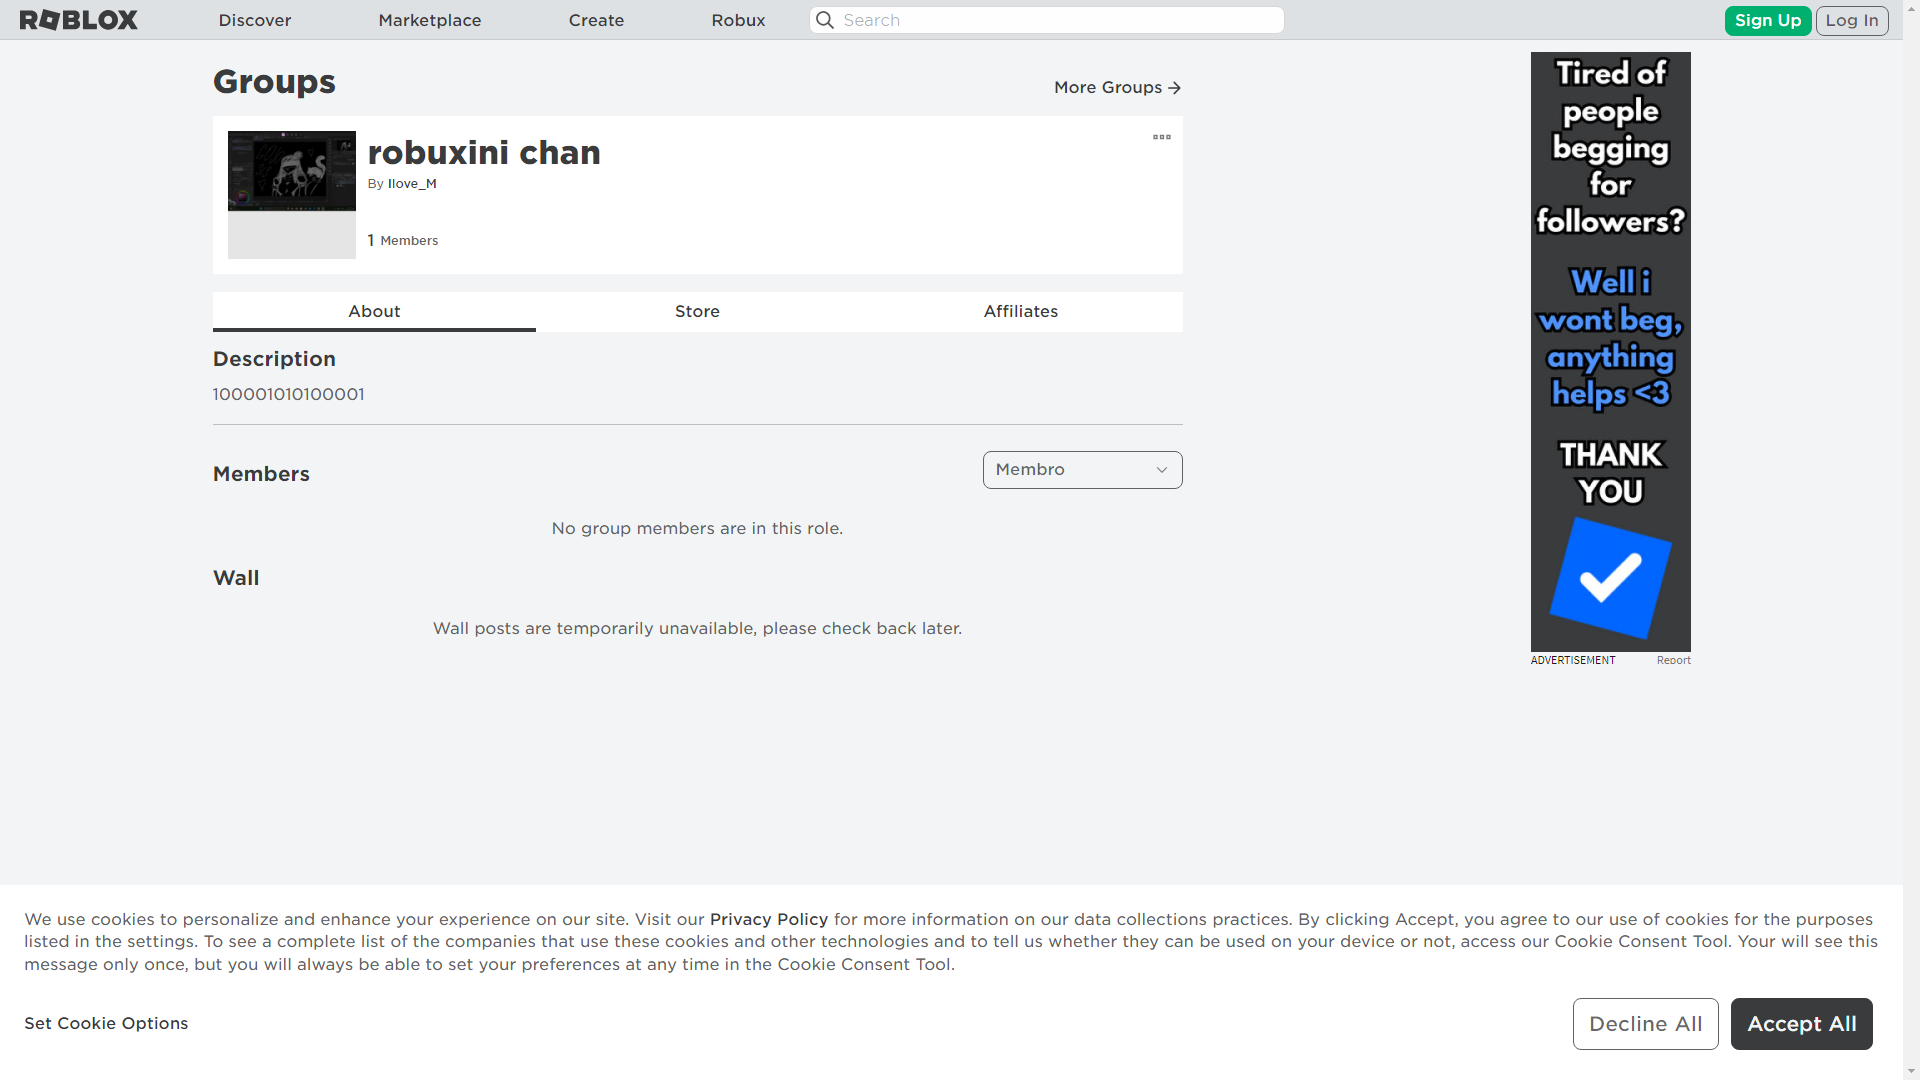 ROBLOX
Discover
Marketplace
Create
Robux
Search
Sign Up
Log In
Groups
More Groups
robuxini chan
By Ilove_M
1 Members
About
Store
Affiliates
Description
100001010100001
Members
Membro
No group members are in this role.
Wall
Wall posts are temporarily unavailable, please check back later.
Tired of
people
begging
for
followers?
Well i
wont beg,
anything
helps <3
THANK
YOU
ADVERTISEMENT
Report
We use cookies to personalize and enhance your experience on our site. Visit our Privacy Policy for more information on our data collections practices. By clicking Accept, you agree to our use of cookies for the purposes
listed in the settings. To see a complete list of the companies that use these cookies and other technologies and to tell us whether they can be used on your device or not, access our Cookie Consent Tool. Your will see this
message only once, but you will always be able to set your preferences at any time in the Cookie Consent Tool.
Set Cookie Options
Decline All
Accept All